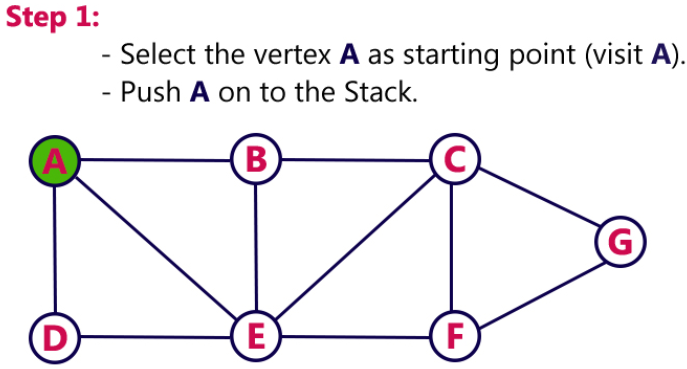 Step 1:
- Select the vertex A as starting point (visit A).
- Push A on to the Stack.
A B C
G
D E F